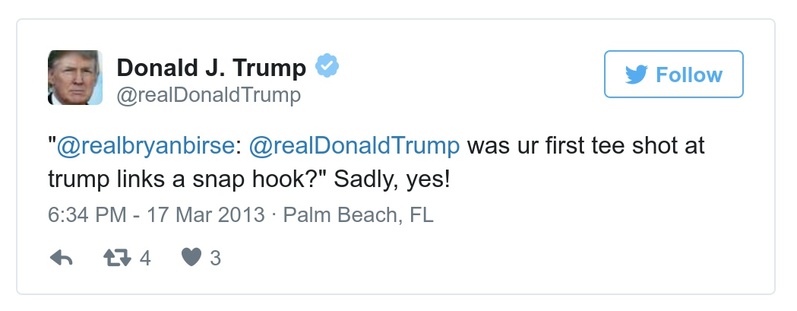 Donald J. Trump
@realDonaldTrump
Follow
"@realbryanbirse: @realDonaldTrump was ur first tee shot at
trump links a snap hook?" Sadly, yes!
6:34 PM - 17 Mar 2013 · Palm Beach, FL
4
3